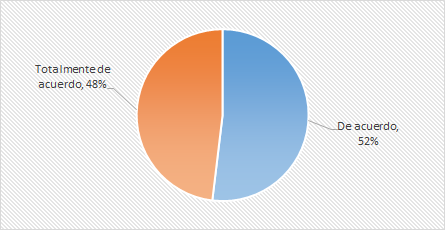 Totalmente de
acuerdo, 48%
De acuerdo,
52%